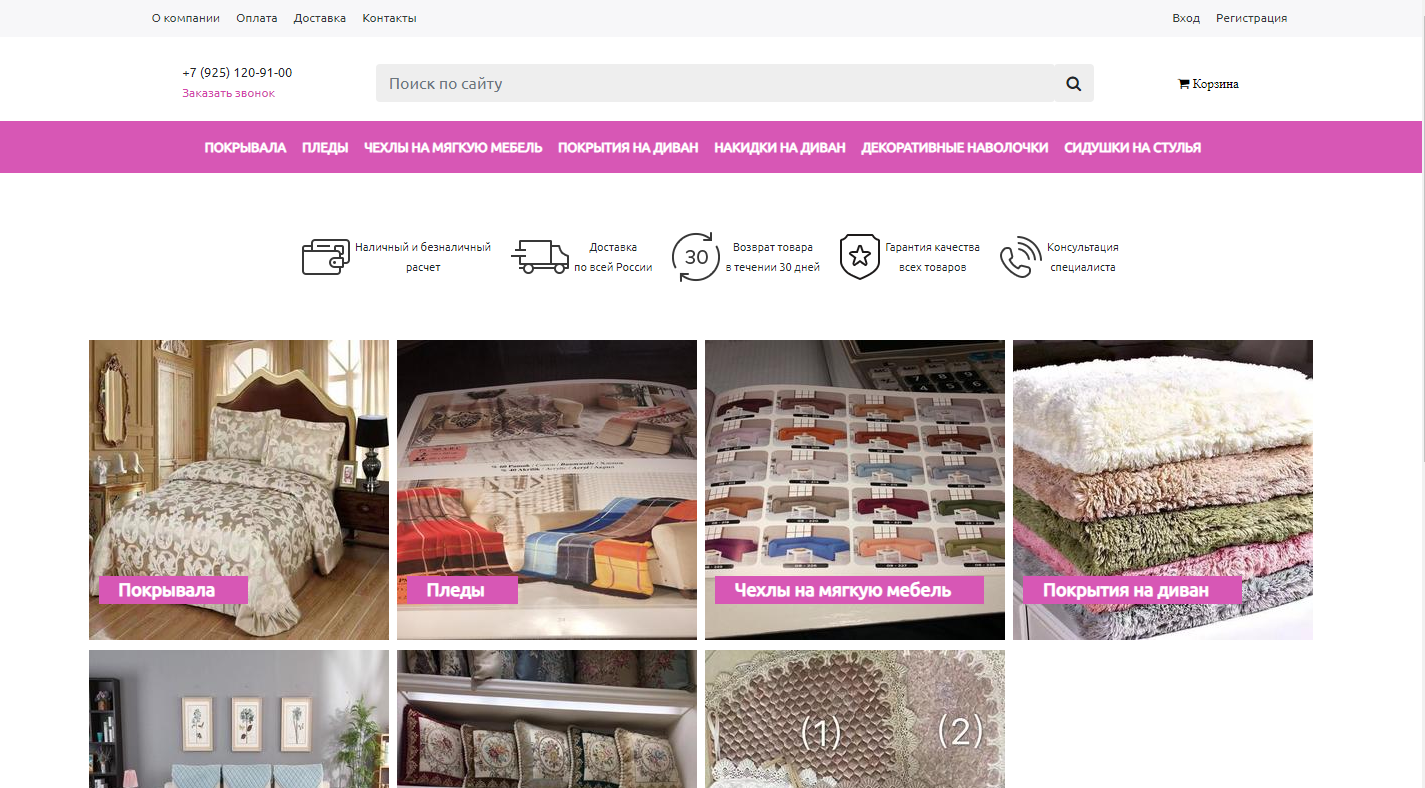 О компании Оплата Доставка Контакты Вход Регистрация
+7 (925) 120-91-00
Заказать звонок
Поиск по сайту
Корзина
ПОКРЫВАЛА ПЛЕДЫ ЧЕХЛЫ НА МЯГКУЮ МЕБЕЛЬ ПОКРЫТИЯ НА ДИВАН НАКИДКИ НА ДИВАН ДЕКОРАТИВНЫЕ НАВОЛОЧКИ СИДУШКИ НА СТУЛЬЯ
Наличный и безналичный
расчет
Доставка
по всей России
30
Возврат товара
в течении 30 дней
Гарантия качества
всех товаров
Консультация
специалиста
Покрывала
Пледы
Чехлы на мягкую мебель
Покрытия на диван
(1)
(2)